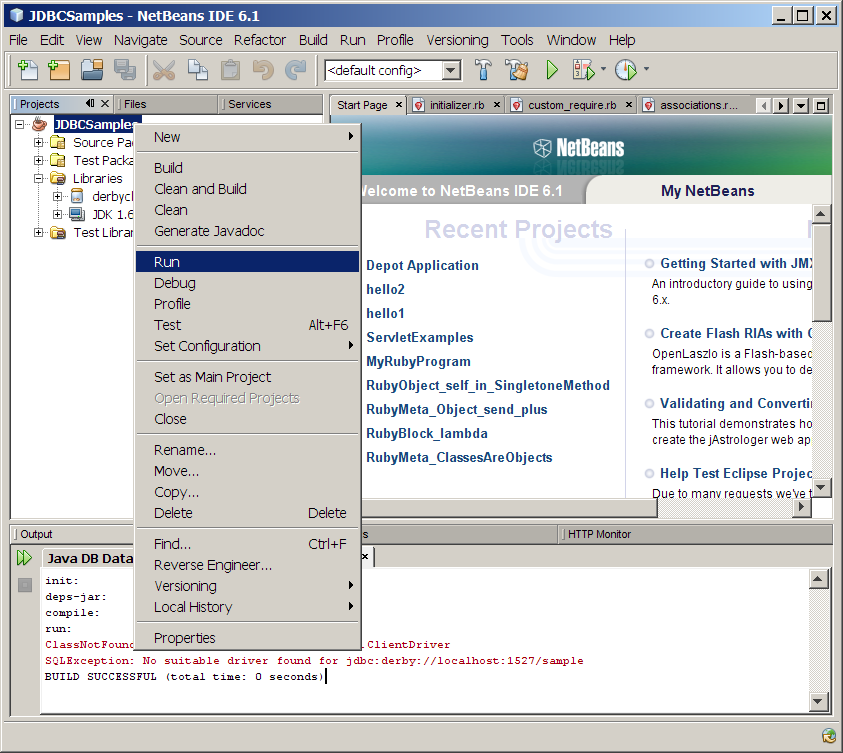 JDBCSamples - NetBeans IDE 6.1
File Edit View Navigate Source Refactor Build Run Profile Versioning Tools Window Help
<default config>
Projects Files Services
Start Page initializer.rb custom_require.rb associations.r...
JDBCSamples
Source Pa
Test Packa
Libraries
derbycl
JDK 1.6
Test Librar
New
Build
Clean and Build
Clean
Generate Javadoc
Run
Debug
Profile
Test Alt+F6
Set Configuration
Set as Main Project
Open Required Projects
Close
Rename...
Move...
Copy...
Delete Delete
Find... Ctrl+F
Reverse Engineer...
Versioning
Local History
Properties
NetBeans
Welcome to NetBeans IDE 6.1 My NetBeans
Recent Projects
Depot Application
hello2
hello1
ServletExamples
MyRubyProgram
RubyObject_self_in_SingletoneMethod
RubyMeta_Object_send_plus
RubyBlock_lambda
RubyMeta_ClassesAreObjects
Getting Started with JMX
An introductory guide to using
6.x.
Create Flash RIAs with O
OpenLaszlo is a Flash-based
framework. It allows you to de
Validating and Convertin
This tutorial demonstrates ho
create the jAstrologer web ap
Help Test Eclipse Projec
Due to many requests we've t
Output s HTTP Monitor
Java DB Data
init:
deps-jar:
compile:
run:
ClassNotFoun .ClientDriver
SQLException: No suitable driver found for jdbc:derby://localhost:1527/sample
BUILD SUCCESSFUL (total time: 0 seconds)